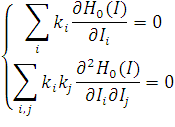 ∑_i k_i ∂H_0(I)/∂I_i = 0
∑_{i,j} k_i k_j ∂²H_0(I)/∂I_i∂I_j = 0